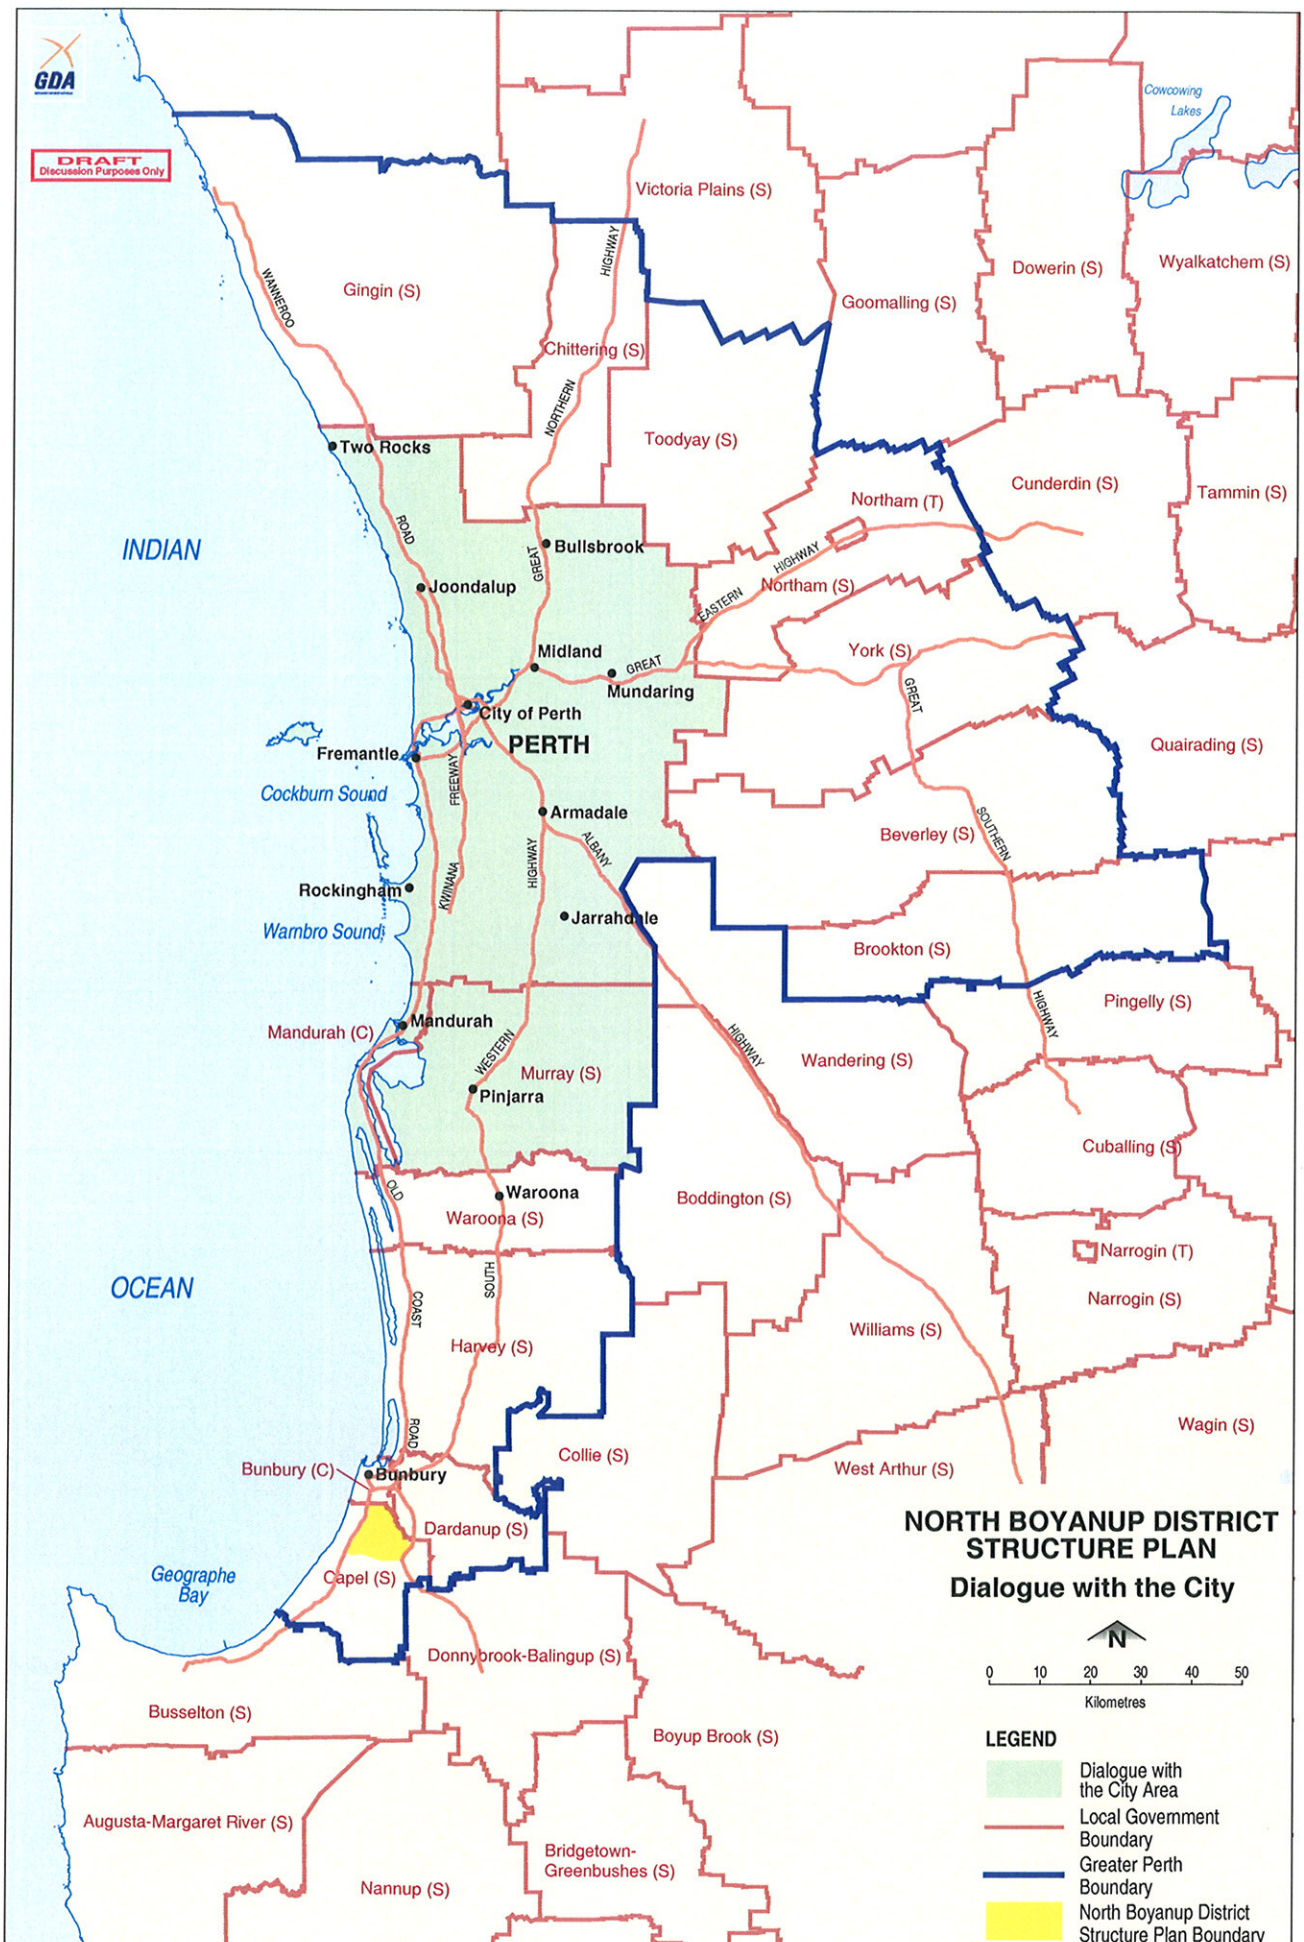 GDA
DRAFT
Discussion Purposes Only
Cowcowing
Lakes
Victoria Plains (S)
HIGHWAY
Dowerin (S)
Wyalkatchem (S)
Gingin (S)
WANNEROO
Goomalling (S)
Chittering (S)
NORTHERN
Toodyay (S)
Two Rocks
Cunderdin (S)
Tammin (S)
Northam (T)
ROAD
INDIAN
Bullsbrook
GREAT
HIGHWAY
Joondalup
Northam (S)
EASTERN
Midland
York (S)
GREAT
Mundaring
GREAT
City of Perth
PERTH
Fremantle
Quairading (S)
FREEWAY
Cockburn Sound
Armadale
SOUTHERN
Beverley (S)
ALBANY
HIGHWAY
KWINANA
Rockingham
Jarrahdale
Warnbro Sound
Brookton (S)
Pingelly (S)
HIGHWAY
Mandurah
Mandurah (C)
HIGHWAY
WESTERN
Wandering (S)
Murray (S)
Pinjarra
Cuballing (S)
OLD
Waroona
Boddington (S)
Waroona (S)
Narrogin (T)
SOUTH
OCEAN
COAST
Narrogin (S)
Williams (S)
Harvey (S)
Wagin (S)
ROAD
Collie (S)
Bunbury (C)
Bunbury
West Arthur (S)
Dardanup (S)
Geographe
Bay
Capel (S)
Donnybrook-Balingup (S)
Busselton (S)
Boyup Brook (S)
Augusta-Margaret River (S)
Bridgetown-
Greenbushes (S)
Nannup (S)
NORTH BOYANUP DISTRICT
STRUCTURE PLAN
Dialogue with the City
N
0 10 20 30 40 50
Kilometres
LEGEND
Dialogue with
the City Area
Local Government
Boundary
Greater Perth
Boundary
North Boyanup District
Structure Plan Boundary